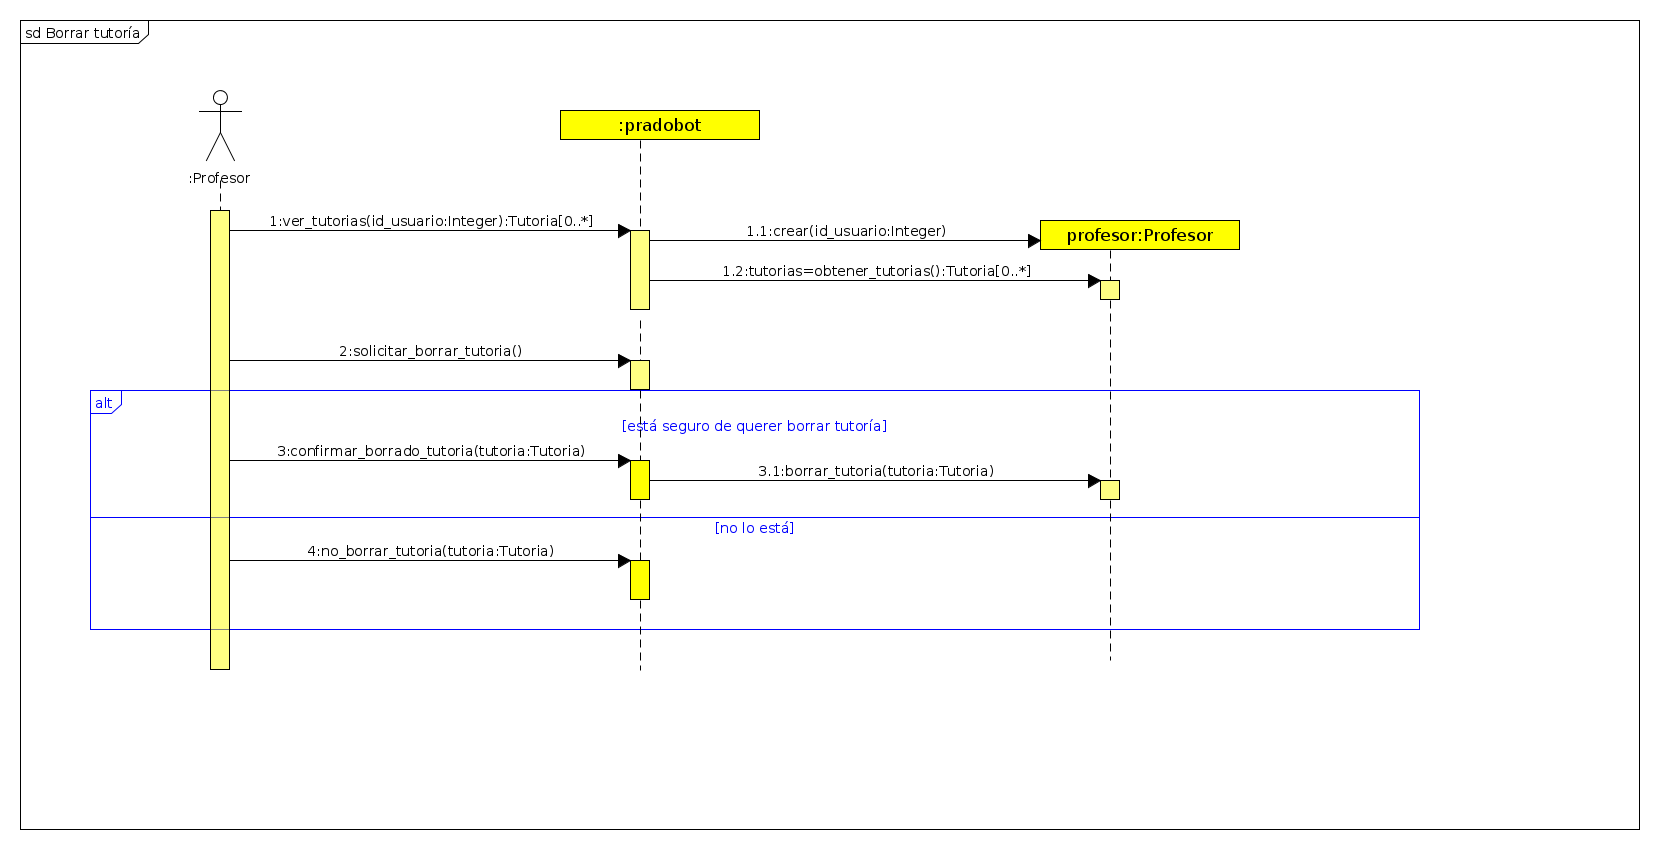 sd Borrar tutoría
:pradobot
:Profesor
1:ver_tutorias(id_usuario:Integer):Tutoria[0..*]
1.1:crear(id_usuario:Integer)
profesor:Profesor
1.2:tutorias=obtener_tutorias():Tutoria[0..*]
2:solicitar_borrar_tutoria()
alt
[está seguro de querer borrar tutoría]
3:confirmar_borrado_tutoria(tutoria:Tutoria)
3.1:borrar_tutoria(tutoria:Tutoria)
[no lo está]
4:no_borrar_tutoria(tutoria:Tutoria)